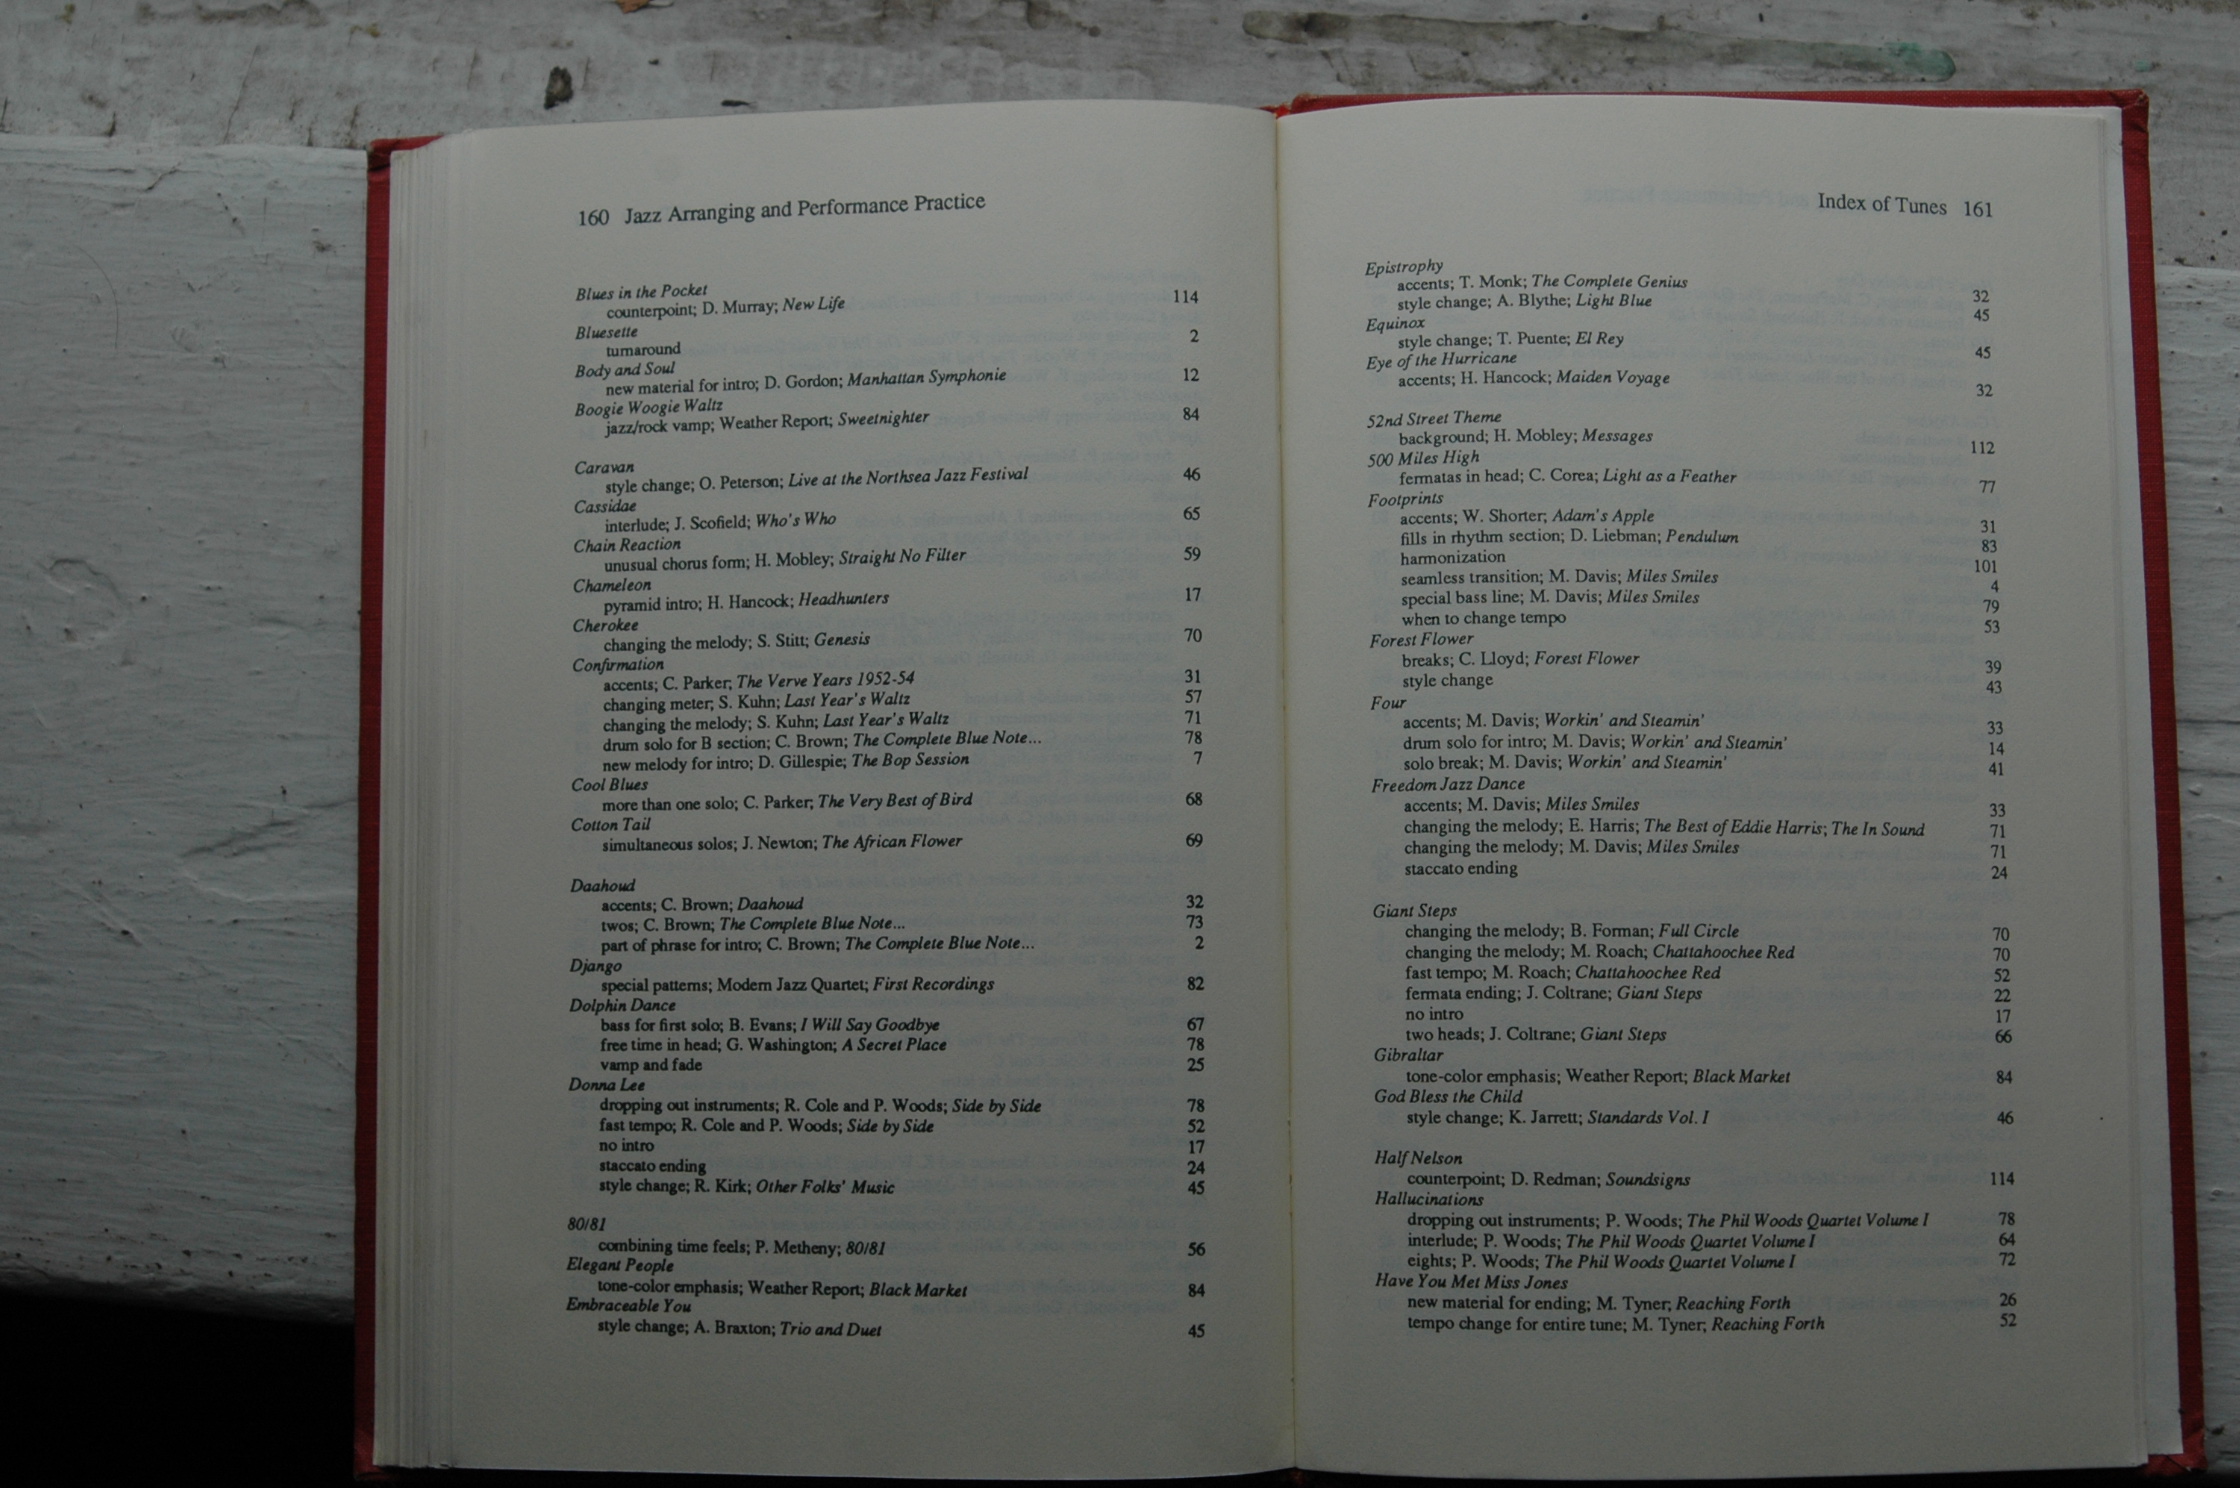 160 Jazz Arranging and Performance Practice
Blues in the Pocket
counterpoint; D. Murray; New Life 114
Bluesette
turnaround 2
Body and Soul
new material for intro; D. Gordon; Manhattan Symphonie 12
Boogie Woogie Waltz
jazz/rock vamp; Weather Report; Sweetnighter 84
Caravan
style change; O. Peterson; Live at the Northsea Jazz Festival 46
Cassidae
interlude; J. Scofield; Who's Who 65
Chain Reaction
unusual chorus form; H. Mobley; Straight No Filter 59
Chameleon
pyramid intro; H. Hancock; Headhunters 17
Cherokee
changing the melody; S. Stitt; Genesis 70
Confirmation
accents; C. Parker; The Verve Years 1952-54 31
changing meter; S. Kuhn; Last Year's Waltz 57
changing the melody; S. Kuhn; Last Year's Waltz 71
drum solo for B section; C. Brown; The Complete Blue Note... 78
new melody for intro; D. Gillespie; The Bop Session 7
Cool Blues
more than one solo; C. Parker; The Very Best of Bird 68
Cotton Tail
simultaneous solos; J. Newton; The African Flower 69
Daahoud
accents; C. Brown; Daahoud 32
twos; C. Brown; The Complete Blue Note... 73
part of phrase for intro; C. Brown; The Complete Blue Note... 2
Django
special patterns; Modern Jazz Quartet; First Recordings 82
Dolphin Dance
bass for first solo; B. Evans; I Will Say Goodbye 67
free time in head; G. Washington; A Secret Place 78
vamp and fade 25
Donna Lee
dropping out instruments; R. Cole and P. Woods; Side by Side 78
fast tempo; R. Cole and P. Woods; Side by Side 52
no intro 17
staccato ending 24
style change; R. Kirk; Other Folks' Music 45
80/81
combining time feels; P. Metheny; 80/81 56
Elegant People
tone-color emphasis; Weather Report; Black Market 84
Embraceable You
style change; A. Braxton; Trio and Duet 45
Index of Tunes 161
Epistrophy
accents; T. Monk; The Complete Genius 32
style change; A. Blythe; Light Blue 45
Equinox
style change; T. Puente; El Rey 45
Eye of the Hurricane
accents; H. Hancock; Maiden Voyage 32
52nd Street Theme
background; H. Mobley; Messages 112
500 Miles High
fermatas in head; C. Corea; Light as a Feather 77
Footprints
accents; W. Shorter; Adam's Apple 31
fills in rhythm section; D. Liebman; Pendulum 83
harmonization 101
seamless transition; M. Davis; Miles Smiles 4
special bass line; M. Davis; Miles Smiles 79
when to change tempo 53
Forest Flower
breaks; C. Lloyd; Forest Flower 39
style change 43
Four
accents; M. Davis; Workin' and Steamin' 33
drum solo for intro; M. Davis; Workin' and Steamin' 14
solo break; M. Davis; Workin' and Steamin' 41
Freedom Jazz Dance
accents; M. Davis; Miles Smiles 33
changing the melody; E. Harris; The Best of Eddie Harris; The In Sound 71
changing the melody; M. Davis; Miles Smiles 71
staccato ending 24
Giant Steps
changing the melody; B. Forman; Full Circle 70
changing the melody; M. Roach; Chattahoochee Red 70
fast tempo; M. Roach; Chattahoochee Red 52
fermata ending; J. Coltrane; Giant Steps 22
no intro 17
two heads; J. Coltrane; Giant Steps 66
Gibraltar
tone-color emphasis; Weather Report; Black Market 84
God Bless the Child
style change; K. Jarrett; Standards Vol. I 46
Half Nelson
counterpoint; D. Redman; Soundsigns 114
Hallucinations
dropping out instruments; P. Woods; The Phil Woods Quartet Volume I 78
interlude; P. Woods; The Phil Woods Quartet Volume I 64
eights; P. Woods; The Phil Woods Quartet Volume I 72
Have You Met Miss Jones
new material for ending; M. Tyner; Reaching Forth 26
tempo change for entire tune; M. Tyner; Reaching Forth 52